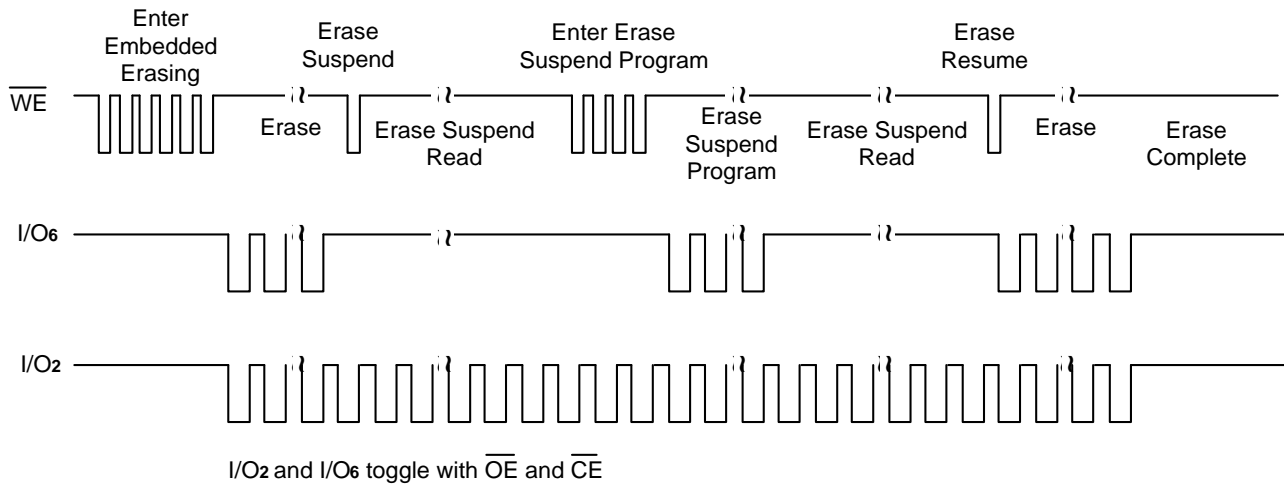 Enter
Embedded
Erasing
Erase
Suspend
Enter Erase
Suspend Program
Erase
Resume
WE
Erase
Erase Suspend
Read
Erase
Suspend
Program
Erase Suspend
Read
Erase
Erase
Complete
I/O6
I/O2
I/O2 and I/O6 toggle with OE and CE